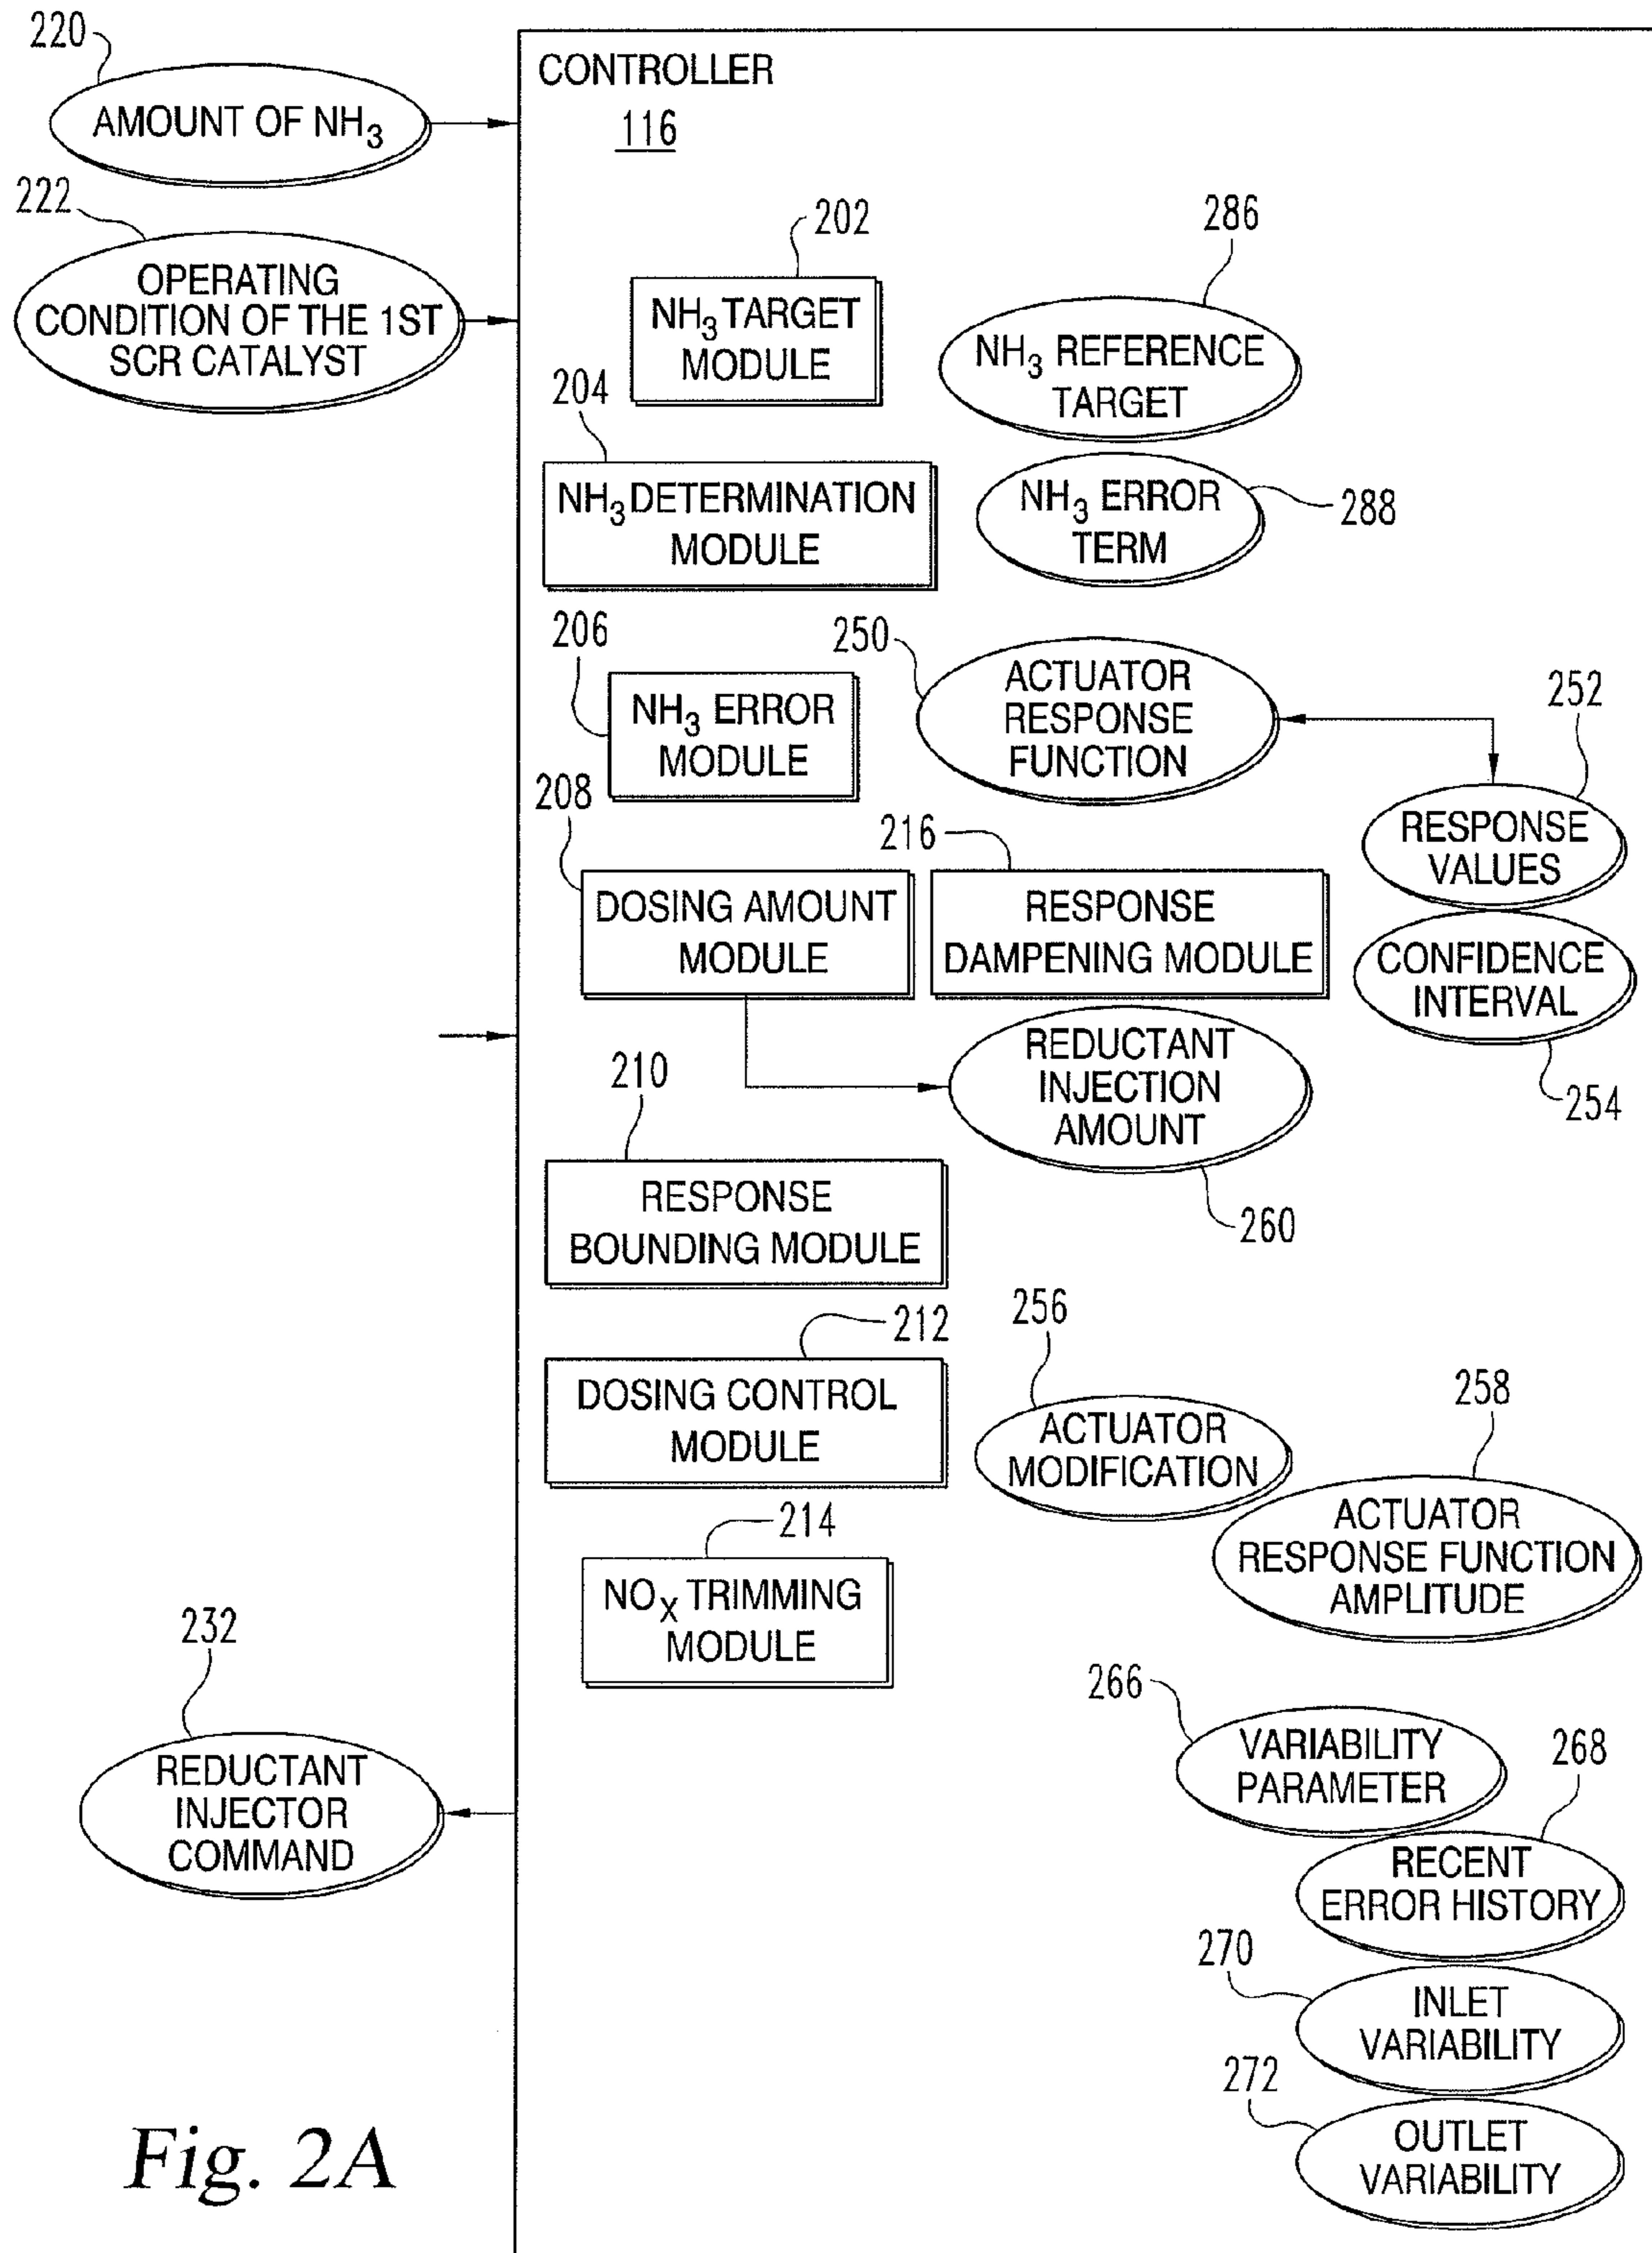 220
AMOUNT OF NH3
222
OPERATING
CONDITION OF THE 1ST
SCR CATALYST
CONTROLLER
116
202
NH3 TARGET
MODULE
286
NH3 REFERENCE
TARGET
204
NH3 DETERMINATION
MODULE
NH3 ERROR
TERM
288
206
NH3 ERROR
MODULE
250
ACTUATOR
RESPONSE
FUNCTION
252
RESPONSE
VALUES
208
DOSING AMOUNT
MODULE
216
RESPONSE
DAMPENING MODULE
CONFIDENCE
INTERVAL
254
REDUCTANT
INJECTION
AMOUNT
260
210
RESPONSE
BOUNDING MODULE
212
DOSING CONTROL
MODULE
256
ACTUATOR
MODIFICATION
258
ACTUATOR
RESPONSE FUNCTION
AMPLITUDE
214
NOX TRIMMING
MODULE
232
REDUCTANT
INJECTOR
COMMAND
266
VARIABILITY
PARAMETER
268
RECENT
ERROR HISTORY
270
INLET
VARIABILITY
272
OUTLET
VARIABILITY
Fig. 2A